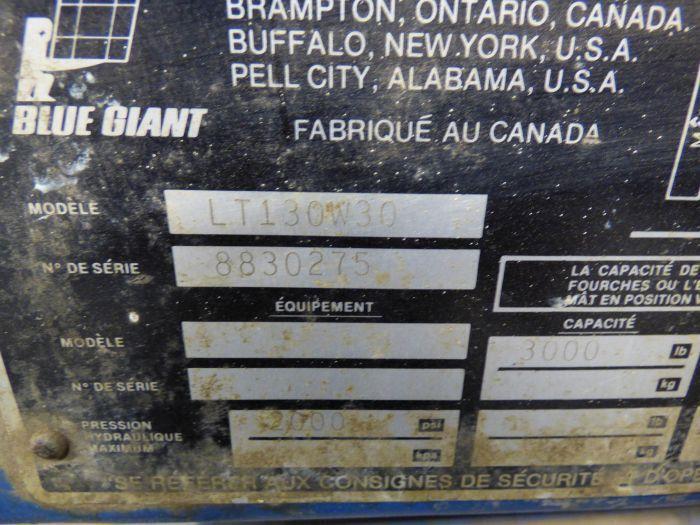 BRAMPTON, ONTARIO, CANADA.
BUFFALO, NEW YORK, U.S.A.
PELL CITY, ALABAMA, U.S.A.
BLUE GIANT
FABRIQUÉ AU CANADA
MODÈLE LT130W30
N° DE SÉRIE 8830275
LA CAPACITÉ DE
FOURCHES OU L'É
MÂT EN POSITION V
ÉQUIPEMENT
CAPACITÉ
MODÈLE
3000 lb
N° DE SÉRIE
kg
PRESSION
HYDRAULIQUE
MAXIMUM
2000 psi
lb
kpa
kg
SE RÉFÉRER AUX CONSIGNES DE SÉCURITÉ